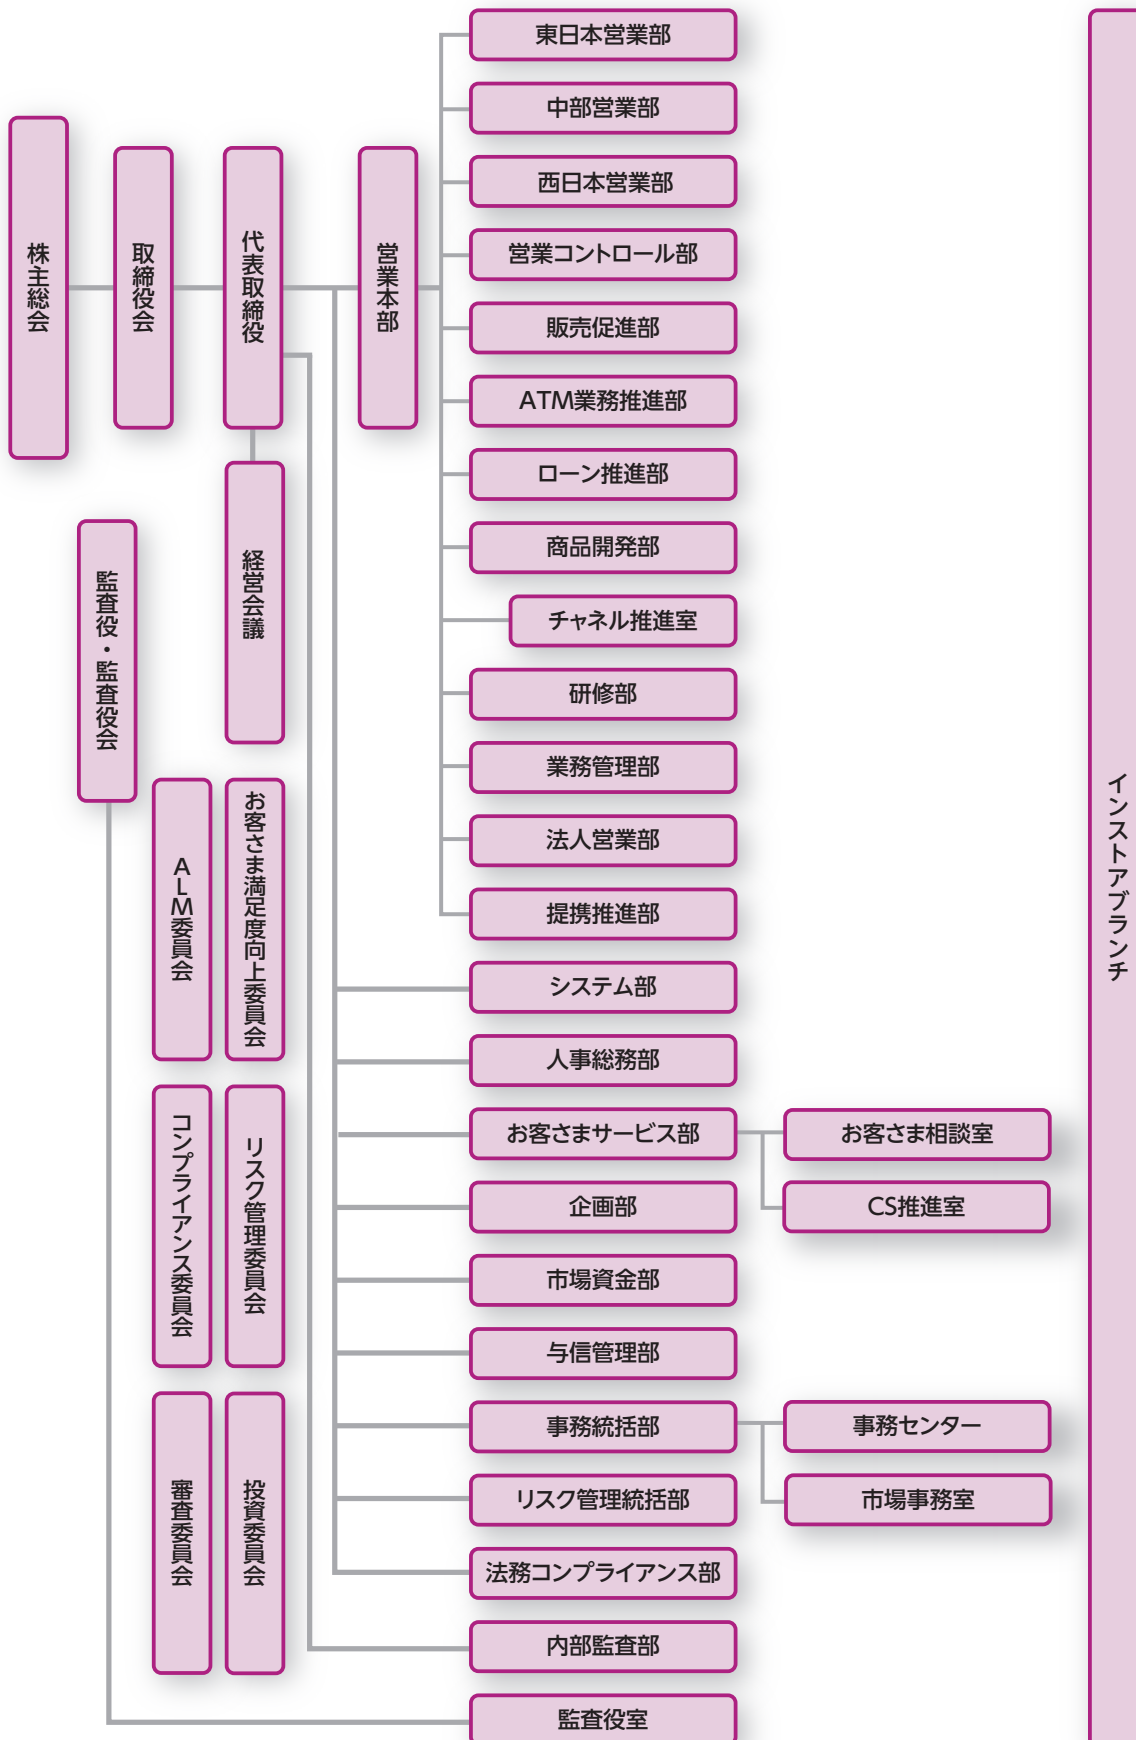 株主総会
取締役会
代表取締役
経営会議
監査役・監査役会
ALM委員会
お客さま満足度向上委員会
コンプライアンス委員会
リスク管理委員会
審査委員会
投資委員会
営業本部
東日本営業部
中部営業部
西日本営業部
営業コントロール部
販売促進部
ATM業務推進部
ローン推進部
商品開発部
チャネル推進室
研修部
業務管理部
法人営業部
提携推進部
システム部
人事総務部
お客さまサービス部
お客さま相談室
CS推進室
企画部
市場資金部
与信管理部
事務統括部
事務センター
市場事務室
リスク管理統括部
法務コンプライアンス部
内部監査部
監査役室
インストアブランチ